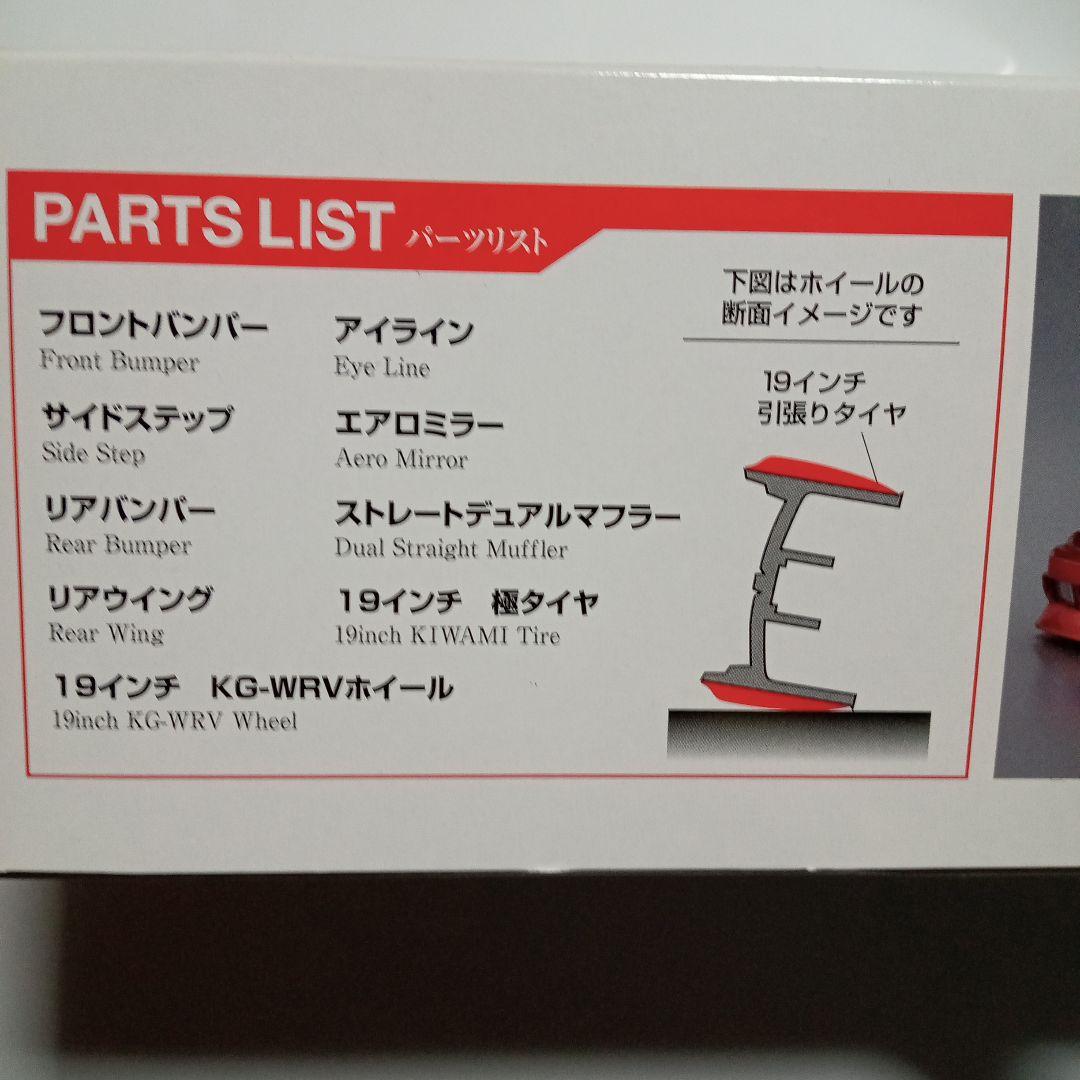 PARTS LIST パーツリスト
フロントバンパー
Front Bumper
サイドステップ
Side Step
リアバンパー
Rear Bumper
リアウイング
Rear Wing
19インチ KG-WRVホイール
19inch KG-WRV Wheel
アイライン
Eye Line
エアロミラー
Aero Mirror
ストレートデュアルマフラー
Dual Straight Muffler
19インチ 極タイヤ
19inch KIWAMI Tire
下図はホイールの
断面イメージです
19インチ
引張りタイヤ